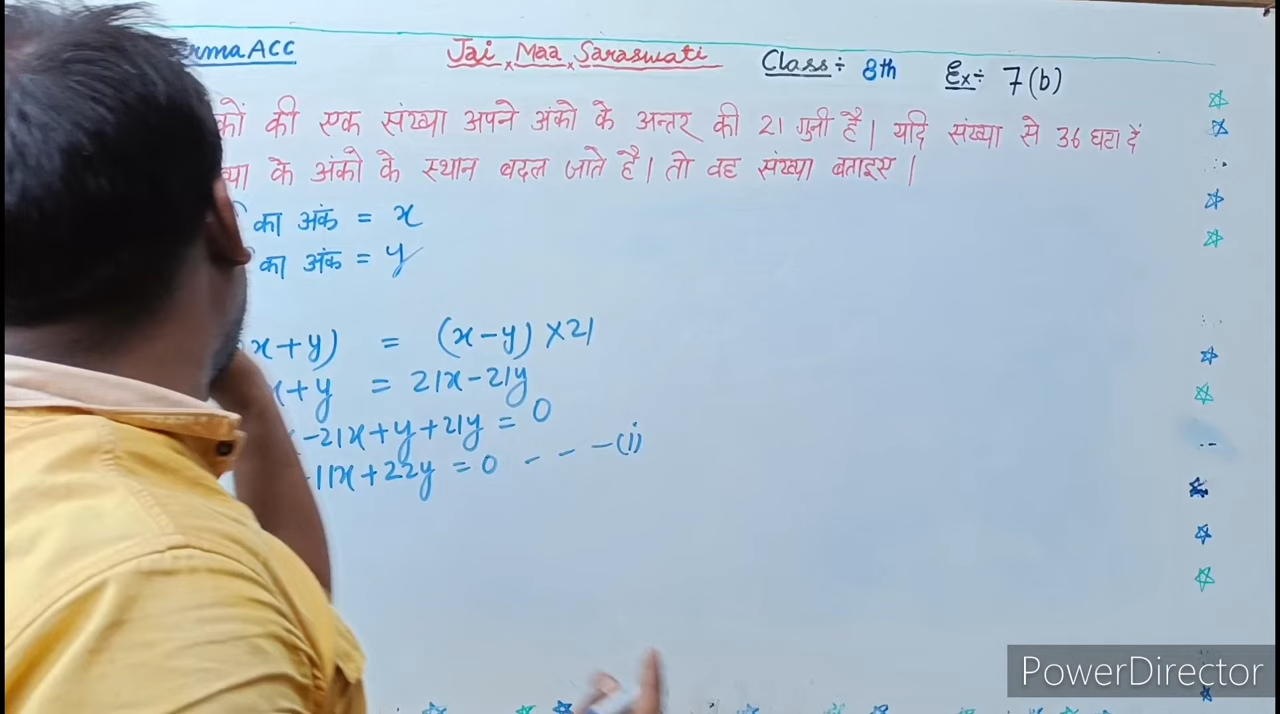 ermaACC Jai Maa Saraswati Class÷ 8th Ex÷ 7(b)
कों की एक संख्या अपने अंको के अन्तर की 21 गुनी है। यदि संख्या से 36 घटा दें
के अंको के स्थान बदल जाते है। तो वह संख्या बताइए।
का अंक = x
का अंक = y
x+y) = (x-y)×21
x+y = 21x-21y
-21x+y+21y = 0
-11x+22y = 0 - - -(i)
PowerDirector